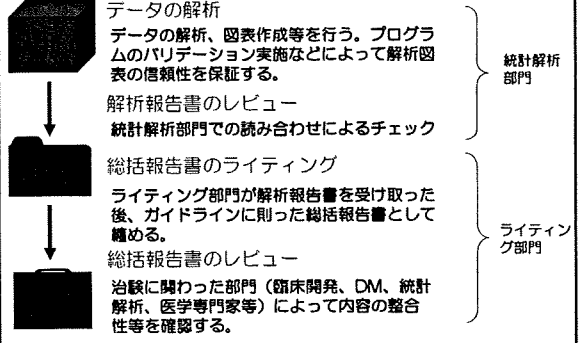 データの解析
データの解析、図表作成等を行う。プログラ
ムのバリデーション実施などによって解析図
表の信頼性を保証する。
統計解析
部門
解析報告書のレビュー
統計解析部門での読み合わせによるチェック
総括報告書のライティング
ライティング部門が解析報告書を受け取った
後、ガイドラインに則った総括報告書として
纏める。
ライティン
グ部門
総括報告書のレビュー
治験に関わった部門（臨床開発、DM、統計
解析、医学専門家等）によって内容の整合
性等を確認する。